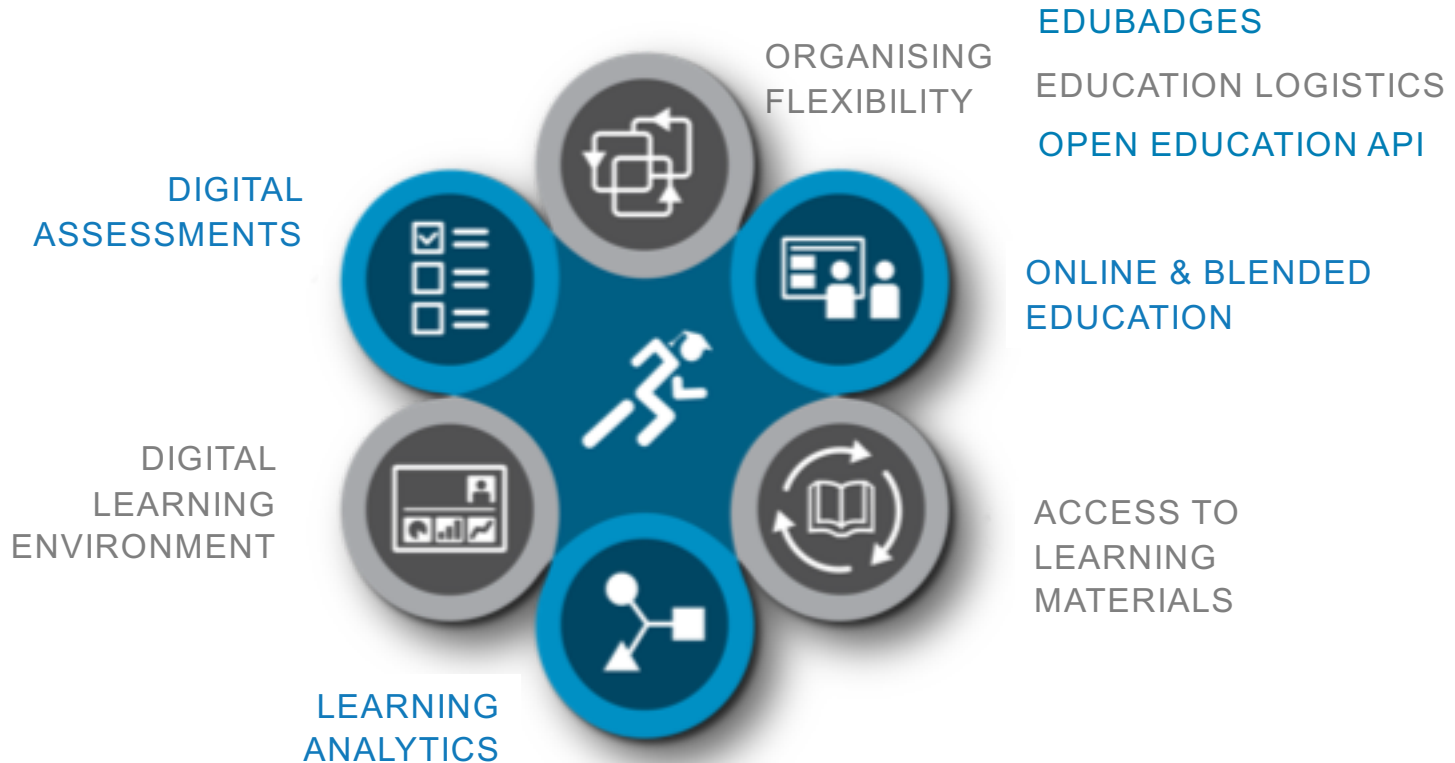 EDUBADGES
ORGANISING
FLEXIBILITY
EDUCATION LOGISTICS
OPEN EDUCATION API
DIGITAL
ASSESSMENTS
ONLINE & BLENDED
EDUCATION
DIGITAL
LEARNING
ENVIRONMENT
ACCESS TO
LEARNING
MATERIALS
LEARNING
ANALYTICS